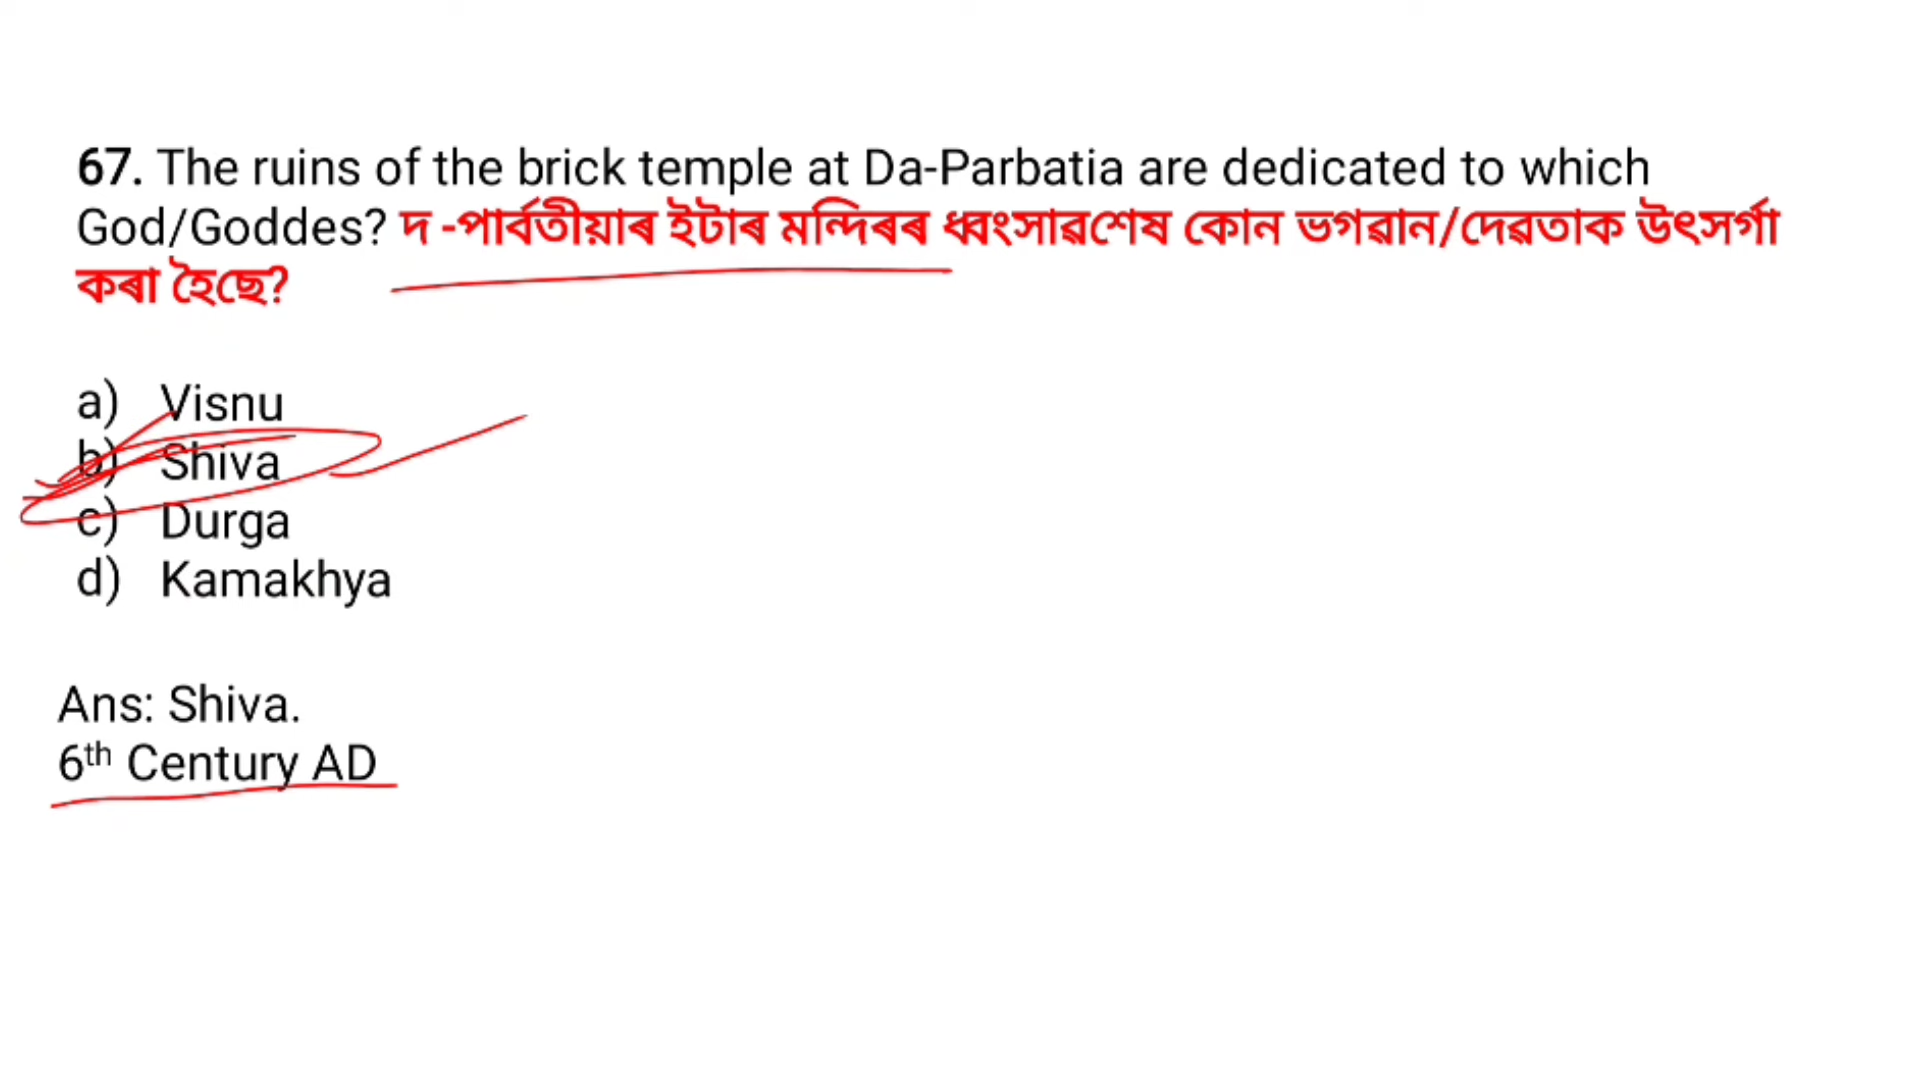 67. The ruins of the brick temple at Da-Parbatia are dedicated to which
God/Goddes? দ -পাৰ্বতীয়াৰ ইটাৰ মন্দিৰৰ ধ্বংসাৱশেষ কোন ভগৱান/দেৱতাক উৎসৰ্গা
কৰা হৈছে?
a) Visnu
b) Shiva
c) Durga
d) Kamakhya
Ans: Shiva.
6th Century AD